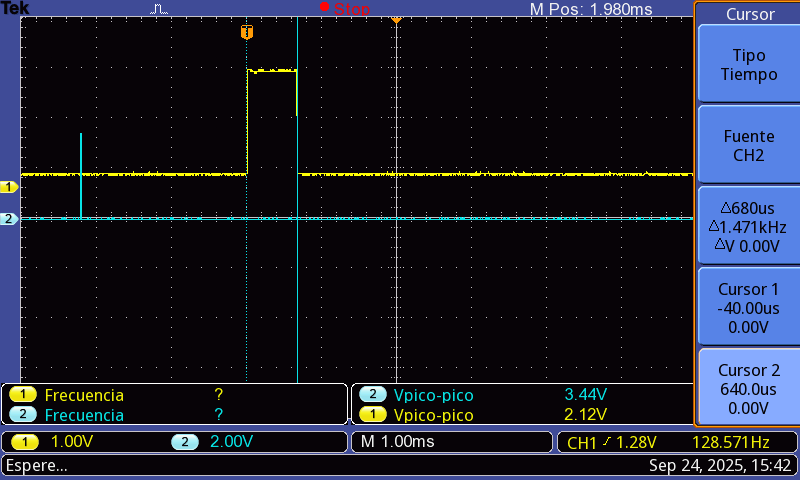 Tek Stop M Pos: 1.980ms
Cursor
T
Tipo
Tiempo
Fuente
CH2
△680us
△1.471kHz
△V 0.00V
1
2
Cursor 1
-40.00us
0.00V
Cursor 2
640.0us
0.00V
1 Frecuencia ?
2 Frecuencia ?
2 Vpico-pico 3.44V
1 Vpico-pico 2.12V
1 1.00V 2 2.00V M 1.00ms CH1 1.28V 128.571Hz
Espere... Sep 24, 2025, 15:42